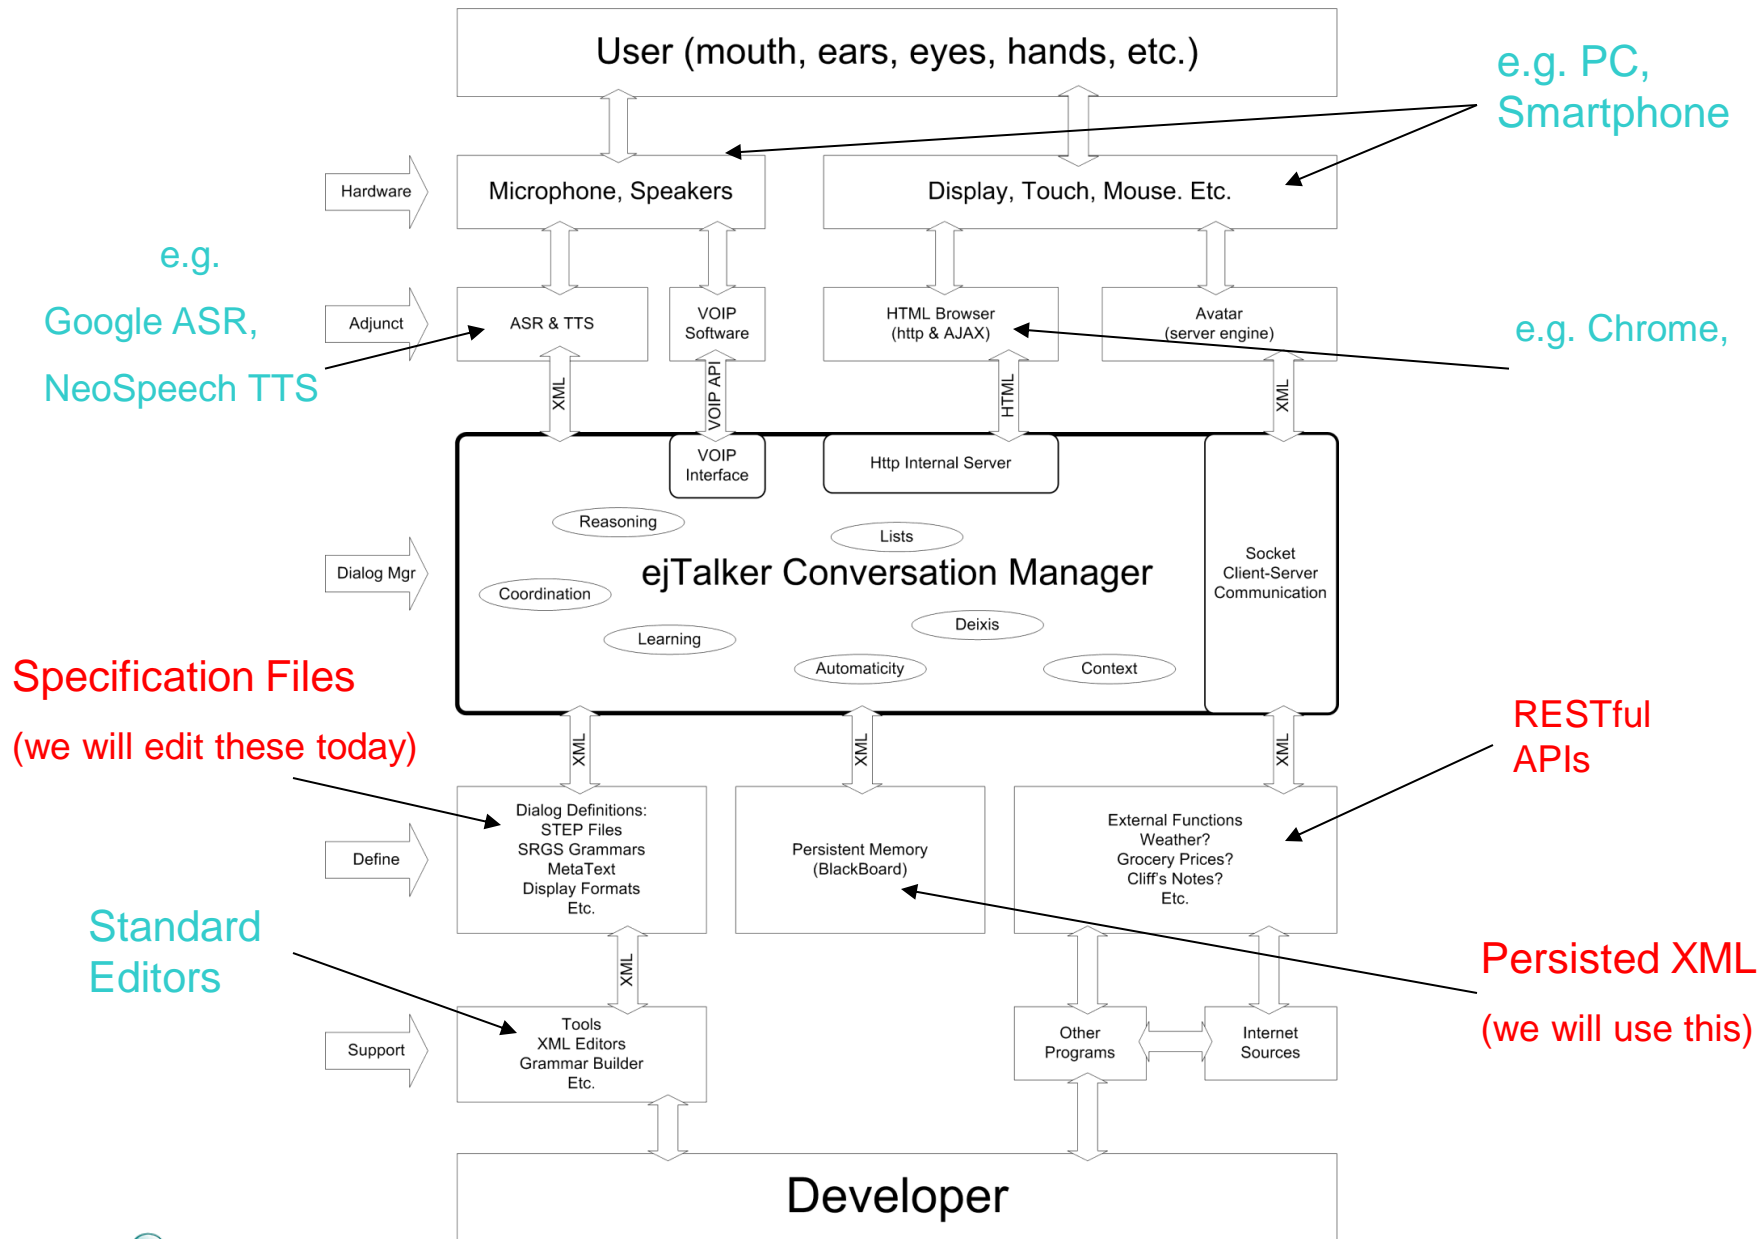 User (mouth, ears, eyes, hands, etc.)
e.g. PC,
Smartphone
Hardware
Microphone, Speakers
Display, Touch, Mouse. Etc.
e.g.
Google ASR,
NeoSpeech TTS
Adjunct
ASR & TTS
VOIP
Software
HTML Browser
(http & AJAX)
Avatar
(server engine)
e.g. Chrome,
XML
VOIP API
HTML
XML
VOIP
Interface
Http Internal Server
Reasoning
Lists
Dialog Mgr
ejTalker Conversation Manager
Socket
Client-Server
Communication
Coordination
Learning
Deixis
Automaticity
Context
Specification Files
(we will edit these today)
XML
XML
XML
RESTful
APIs
Define
Dialog Definitions:
STEP Files
SRGS Grammars
MetaText
Display Formats
Etc.
Persistent Memory
(BlackBoard)
External Functions
Weather?
Grocery Prices?
Cliff's Notes?
Etc.
Standard
Editors
XML
Persisted XML
(we will use this)
Support
Tools
XML Editors
Grammar Builder
Etc.
Other
Programs
Internet
Sources
Developer